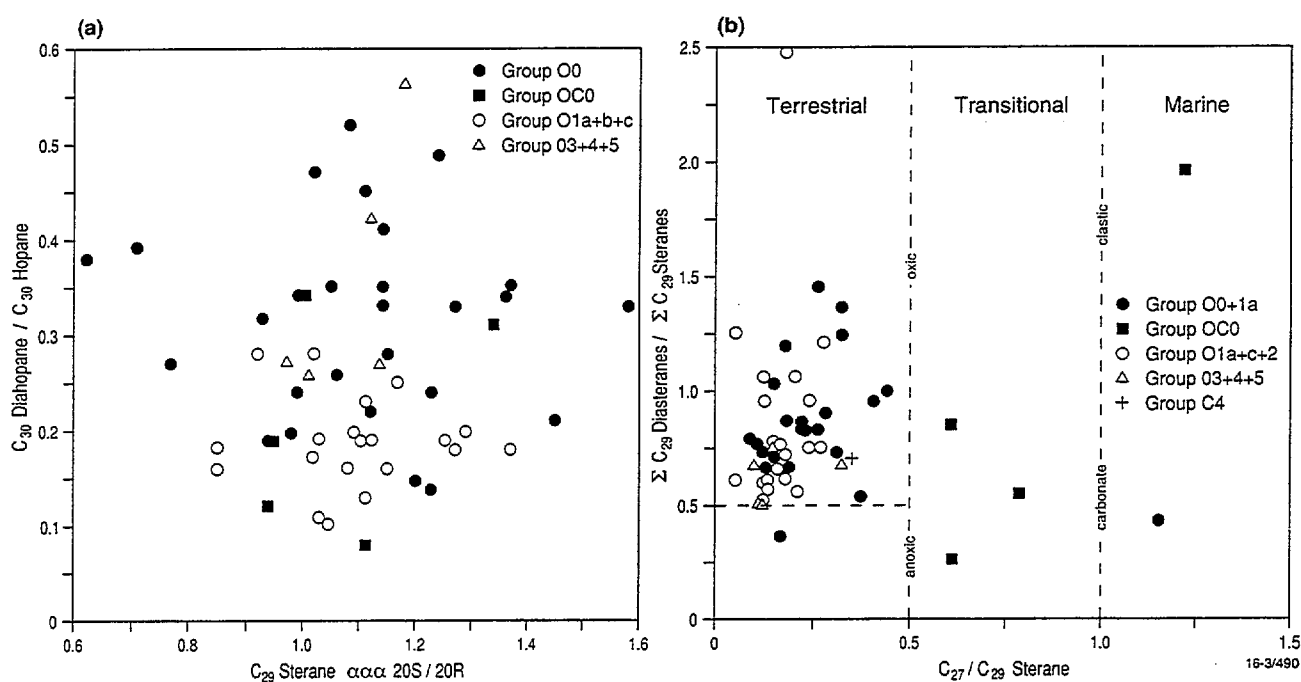 (a)
0.6
0.5
0.4
0.3
0.2
0.1
0
C30 Diahopane / C30 Hopane
Group O0
Group OC0
Group O1a+b+c
Group 03+4+5
0.6
0.8
1.0
1.2
1.4
1.6
C29 Sterane ααα 20S / 20R
(b)
2.5
2.0
1.5
1.0
0.5
0
Σ C29 Diasteranes / Σ C29 Steranes
Terrestrial
Transitional
Marine
oxic
anoxic
clastic
carbonate
Group O0+1a
Group OC0
Group O1a+c+2
Group 03+4+5
Group C4
0
0.5
1.0
1.5
C27/C29 Sterane
16-3/490